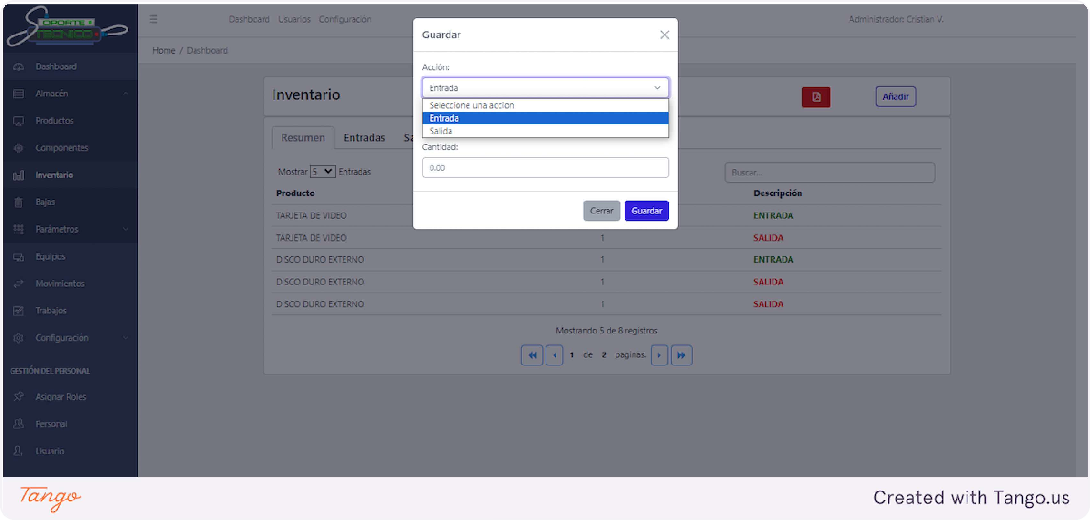 SOPORTE
TECNICO
Dashboard
Almacén
Productos
Componentes
Inventario
Bajas
Parámetros
Equipos
Movimientos
Trabajos
Configuración
GESTIÓN DEL PERSONAL
Asignar Roles
Personal
Usuario
Dashboard Usuarios Configuración
Administrador: Cristian V.
Home / Dashboard
Inventario
Añadir
Resumen Entradas Sa
Mostrar 5 Entradas
Buscar...
Producto Descripción
TARJETA DE VIDEO ENTRADA
TARJETA DE VIDEO 1 SALIDA
DISCO DURO EXTERNO 1 ENTRADA
DISCO DURO EXTERNO 1 SALIDA
DISCO DURO EXTERNO 1 SALIDA
Mostrando 5 de 8 registros
1 de 2 paginas.
Guardar
Acción:
Entrada
Seleccione una acción
Entrada
Salida
Cantidad:
0.00
Cerrar Guardar
Tango
Created with Tango.us